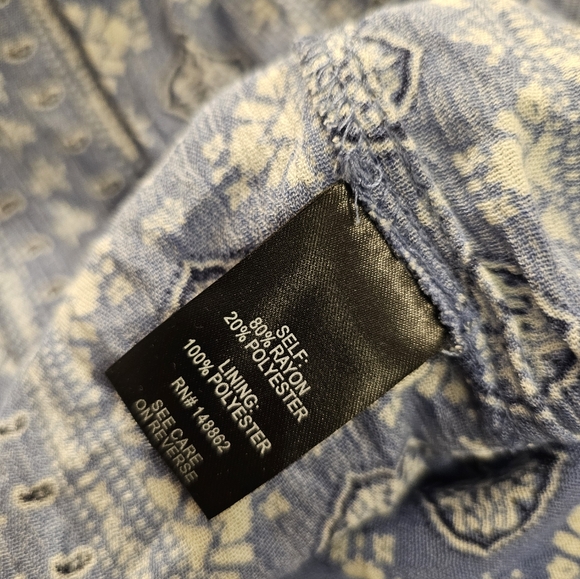 SELF:
80% RAYON
20% POLYESTER
LINING:
100% POLYESTER
RN# 148862
SEE CARE
ON REVERSE